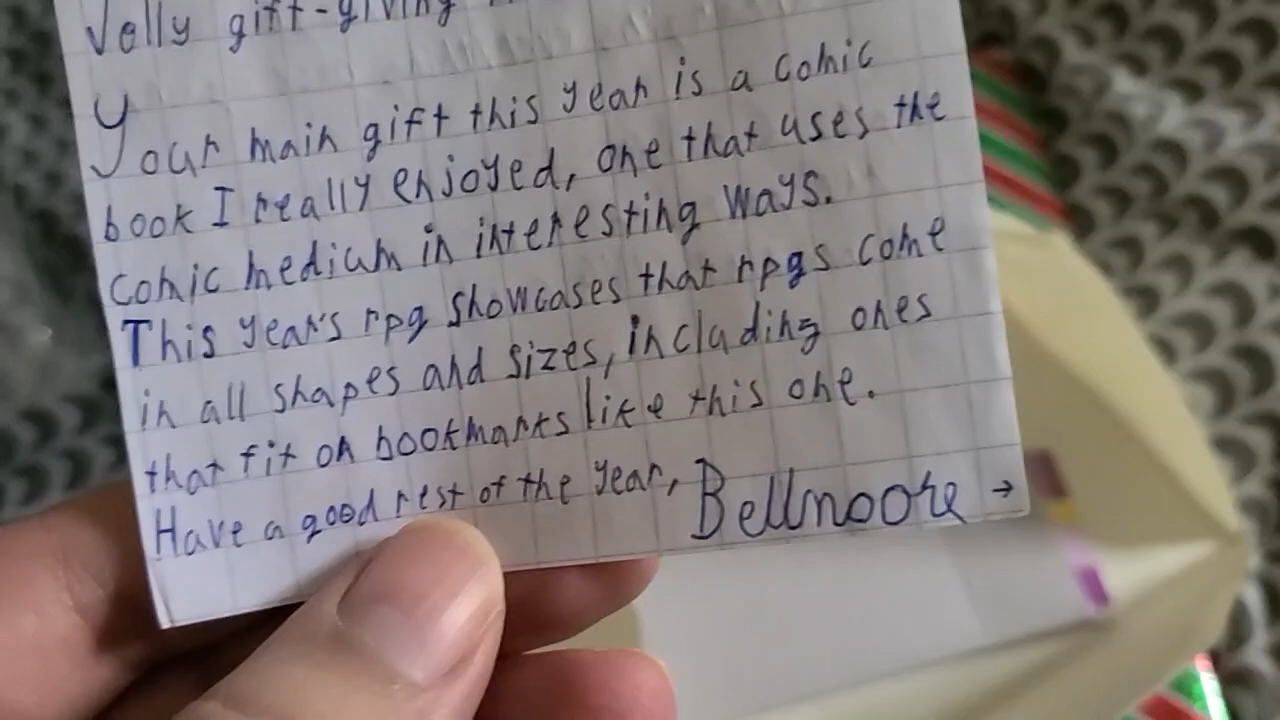 Jolly gift-giving
Your main gift this year is a comic
book I really enjoyed, one that uses the
comic medium in interesting ways.
This year's rpg showcases that rpgs come
in all shapes and sizes, including ones
that fit on bookmarks like this one.
Have a good rest of the year, Bellmoore →